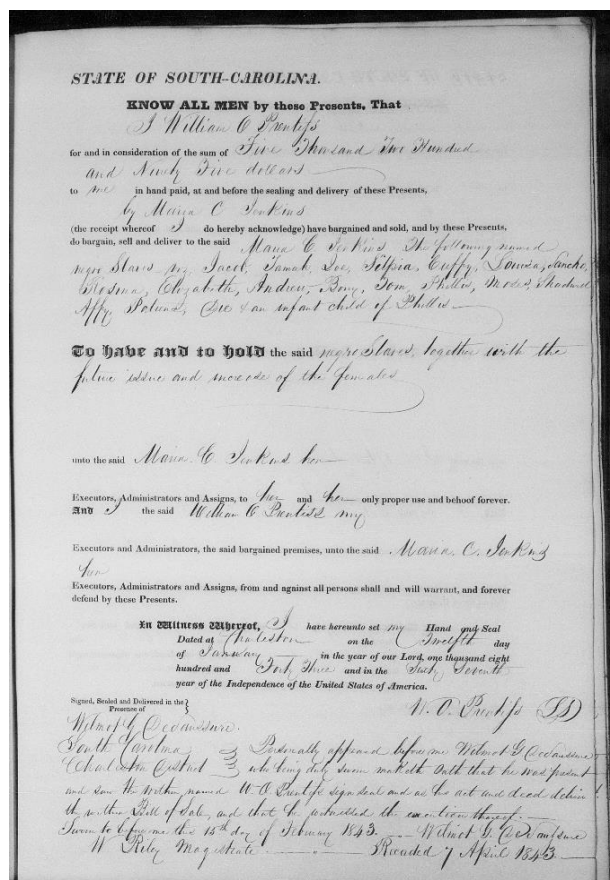 STATE OF SOUTH-CAROLINA.
KNOW ALL MEN by these Presents, That
I William O Prentiss
for and in consideration of the sum of Five Thousand Two Hundred
and Ninety Five dollars
to me in hand paid, at and before the sealing and delivery of these Presents,
by Maria C Jenkins
(the receipt whereof I do hereby acknowledge) have bargained and sold, and by these Presents,
do bargain, sell and deliver to the said Maria C Jenkins The following named
negro Slaves viz, Jacob, Tamah, Cuffy, Louisa, Sancho,
Rosina, Elizabeth, Andrew, Bony, Tom, Phillis, Moses, Shadrack
Affy, & an infant child of Phillis
To have and to hold the said negro Slaves, together with the
future issue and increase of the females
unto the said Maria C. Jenkins her
Executors, Administrators and Assigns, to her and her only proper use and behoof forever.
And I the said William O Prentiss my
Executors and Administrators, the said bargained premises, unto the said Maria. C. Jenkins
her
Executors, Administrators and Assigns, from and against all persons shall and will warrant, and forever
defend by these Presents.
In Witness Whereof, I have hereunto set my Hand and Seal
Dated at Charleston on the Twelfth day
of January in the year of our Lord, one thousand eight
hundred and Forty Three and in the Sixty Seventh
year of the Independence of the United States of America.
Signed, Sealed and Delivered in the
Presence of
W. O. Prentiss (LS)
Wilmot G Desaussure.
South Carolina
Charleston District
Personally appeared before me Wilmot G Desaussure
who being duly sworn maketh Oath that he was present
and saw the within named W O Prentiss sign seal and as his act and deed deliver
the within Bill of Sale, and that he witnessed the execution thereof.
Sworn to before me this 15th day of February 1843. Wilmot G. Desaussure
W Riley Magistrate Recorded 7 April 1843